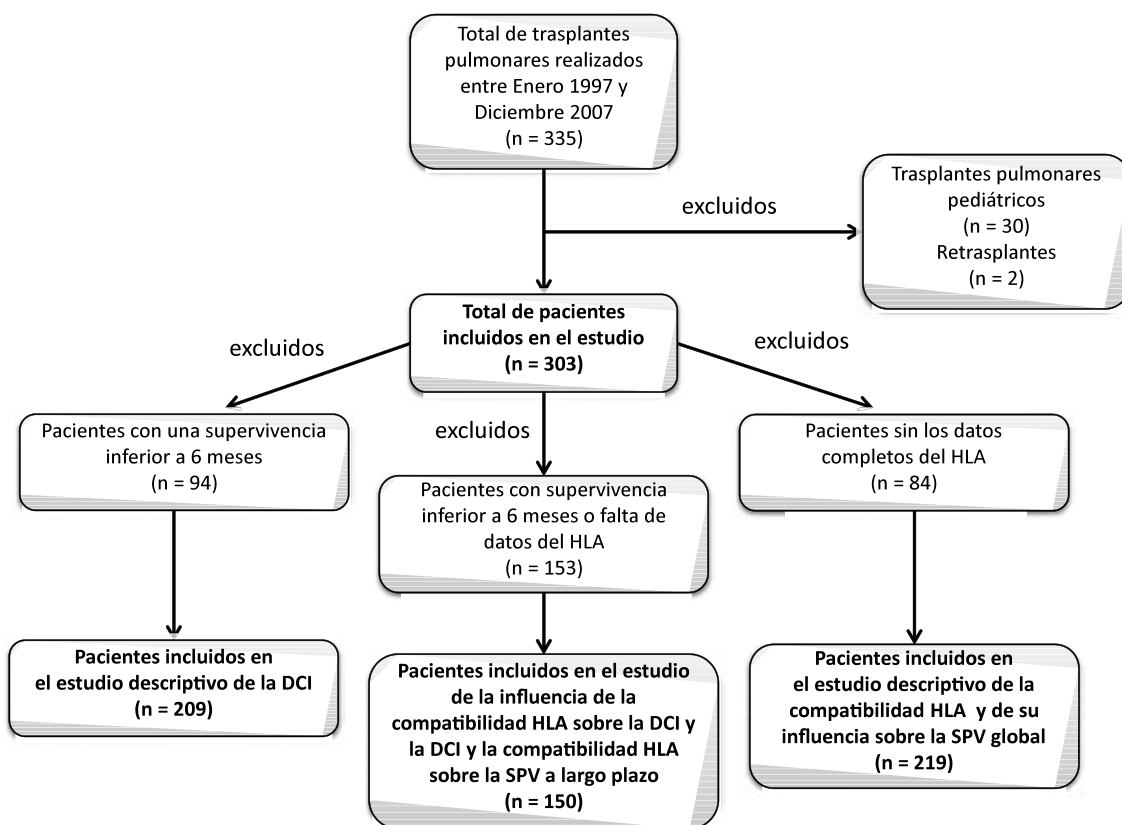 Total de trasplantes
pulmonares realizados
entre Enero 1997 y
Diciembre 2007
(n = 335)
excluidos
Trasplantes pulmonares
pediátricos
(n = 30)
Retrasplantes
(n = 2)
Total de pacientes
incluidos en el estudio
(n = 303)
excluidos
excluidos
excluidos
Pacientes con una supervivencia
inferior a 6 meses
(n = 94)
Pacientes con supervivencia
inferior a 6 meses o falta de
datos del HLA
(n = 153)
Pacientes sin los datos
completos del HLA
(n = 84)
Pacientes incluidos en
el estudio descriptivo de la DCI
(n = 209)
Pacientes incluidos en el estudio
de la influencia de la
compatibilidad HLA sobre la DCI y
la DCI y la compatibilidad HLA
sobre la SPV a largo plazo
(n = 150)
Pacientes incluidos en
el estudio descriptivo de la
compatibilidad HLA y de su
influencia sobre la SPV global
(n = 219)